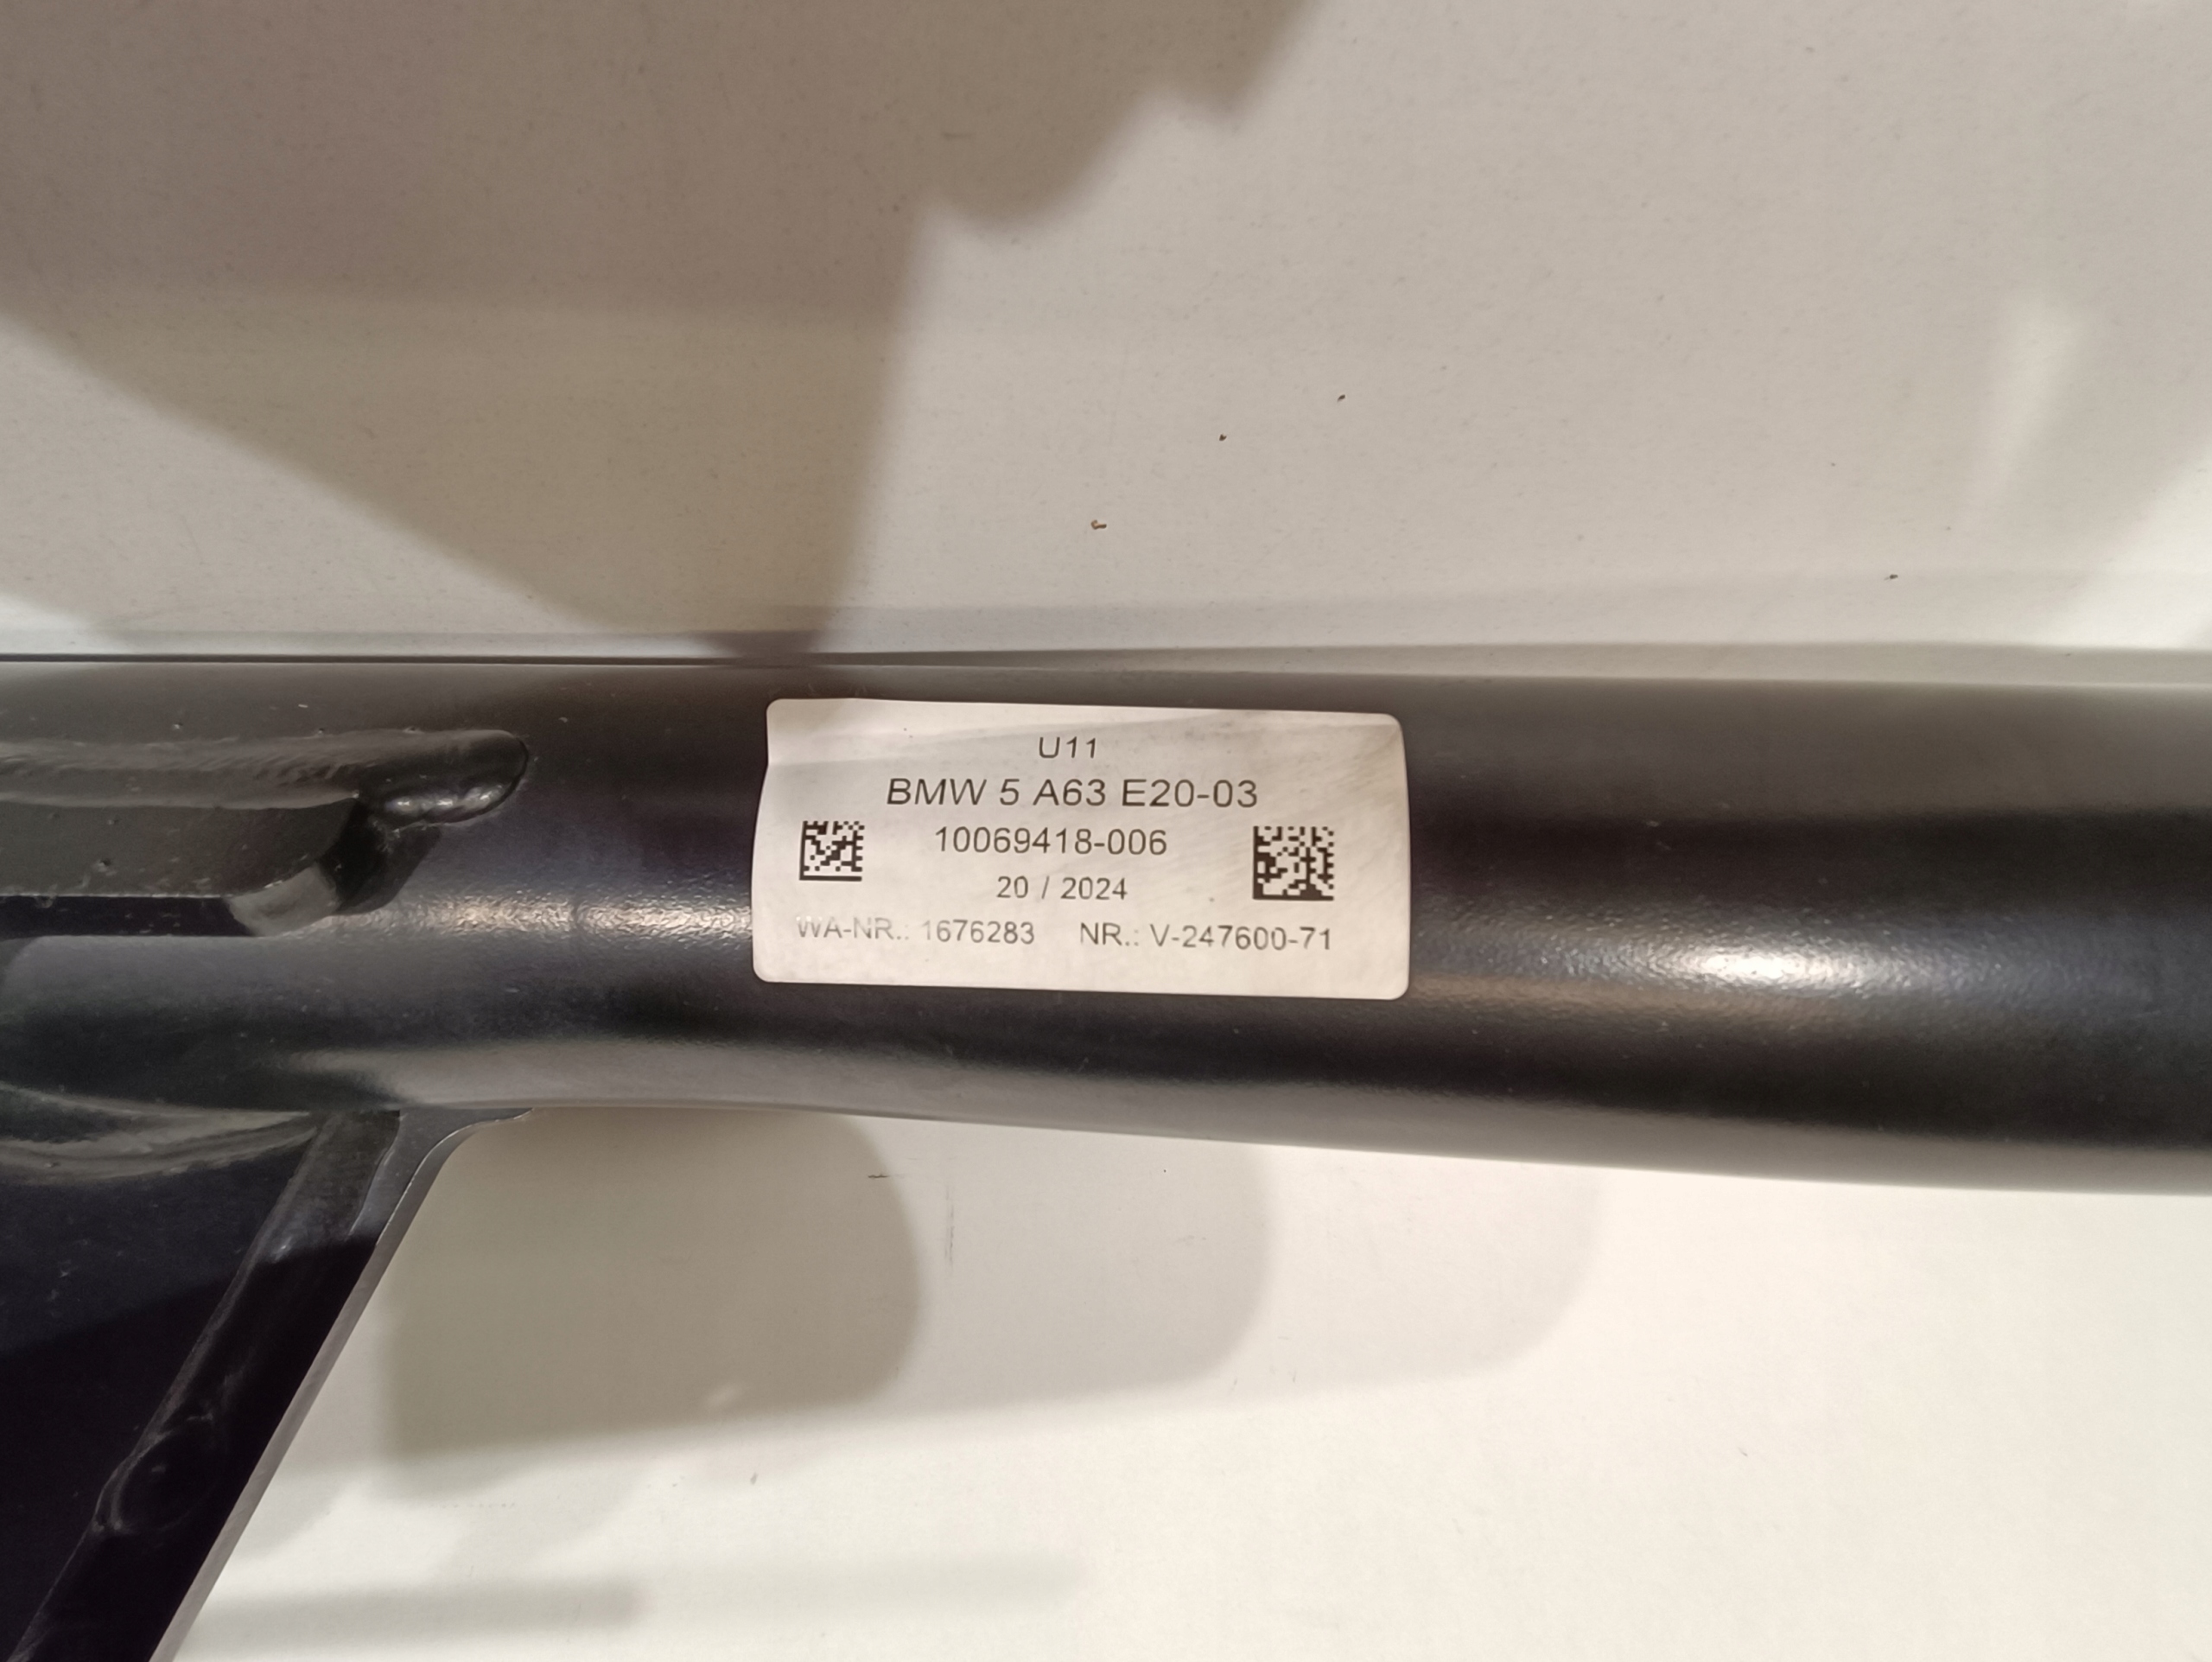 U11
BMW 5 A63 E20-03
10069418-006
20 / 2024
WA-NR.: 1676283 NR.: V-247600-71